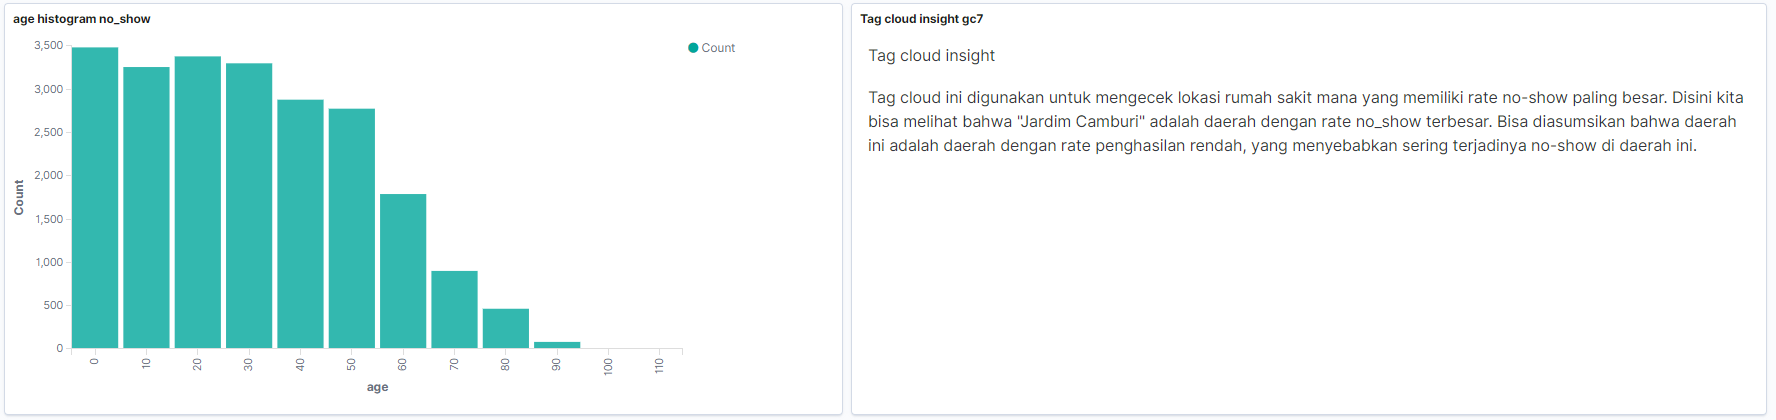 age histogram no_show
Count
3,500
3,000
2,500
2,000
1,500
1,000
500
0
Count
0
10
20
30
40
50
60
70
80
90
100
110
age
Tag cloud insight gc7
Tag cloud insight
Tag cloud ini digunakan untuk mengecek lokasi rumah sakit mana yang memiliki rate no-show paling besar. Disini kita
bisa melihat bahwa "Jardim Camburi" adalah daerah dengan rate no_show terbesar. Bisa diasumsikan bahwa daerah
ini adalah daerah dengan rate penghasilan rendah, yang menyebabkan sering terjadinya no-show di daerah ini.